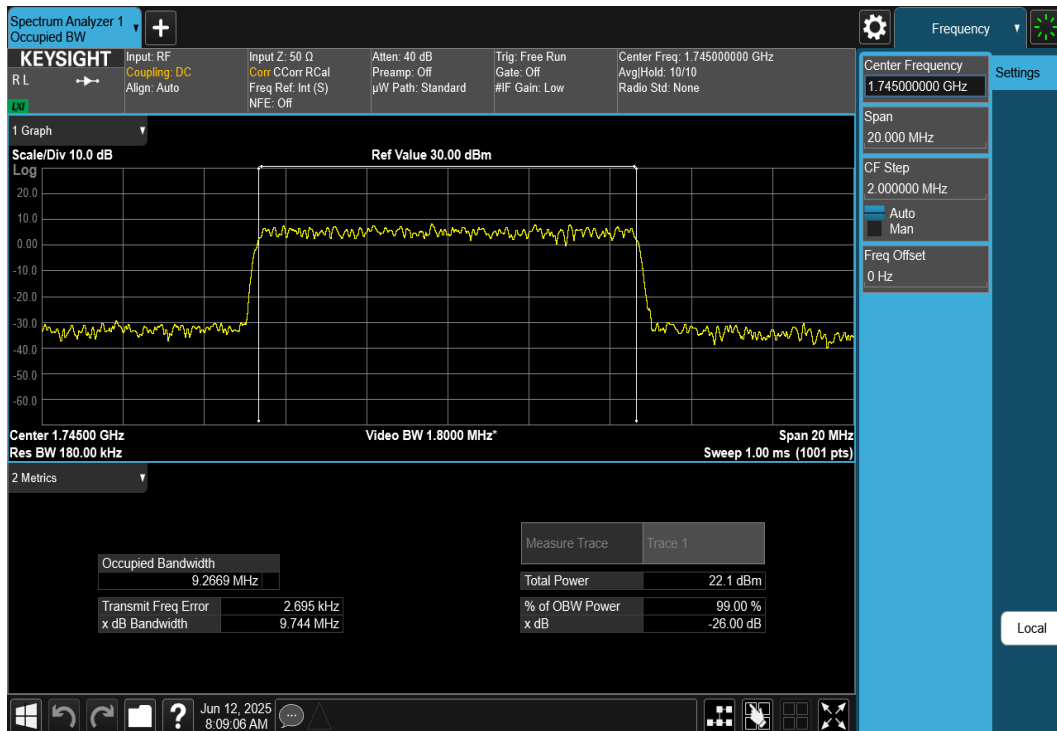 Spectrum Analyzer 1
Occupied BW
+
Frequency
KEYSIGHT
R L
LXI
Input: RF
Coupling: DC
Align: Auto
Input Z: 50 Ω
Corr CCorr RCal
Freq Ref: Int (S)
NFE: Off
Atten: 40 dB
Preamp: Off
µW Path: Standard
Trig: Free Run
Gate: Off
#IF Gain: Low
Center Freq: 1.745000000 GHz
Avg|Hold: 10/10
Radio Std: None
Center Frequency
1.745000000 GHz
Settings
Span
20.000 MHz
CF Step
2.000000 MHz
Auto
Man
Freq Offset
0 Hz
Local
1 Graph
Scale/Div 10.0 dB
Ref Value 30.00 dBm
Log
20.0
10.0
0.00
-10.0
-20.0
-30.0
-40.0
-50.0
-60.0
Center 1.74500 GHz
Video BW 1.8000 MHz*
Span 20 MHz
Res BW 180.00 kHz
Sweep 1.00 ms (1001 pts)
2 Metrics
Measure Trace
Trace 1
Occupied Bandwidth
9.2669 MHz
Total Power
22.1 dBm
Transmit Freq Error
2.695 kHz
% of OBW Power
99.00 %
x dB Bandwidth
9.744 MHz
x dB
-26.00 dB
?
Jun 12, 2025
8:09:06 AM